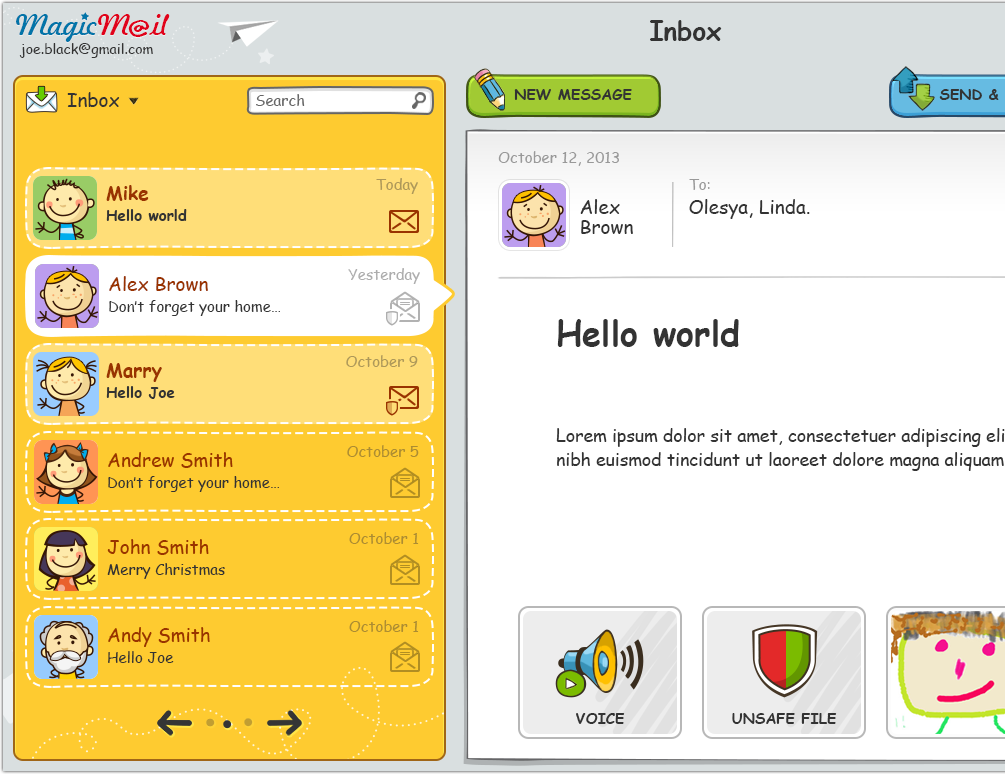 MagicM@il
joe.black@gmail.com
Inbox
Inbox
Search
NEW MESSAGE
SEND &
Mike
Today
Hello world
Alex Brown
Yesterday
Don't forget your home...
Marry
October 9
Hello Joe
Andrew Smith
October 5
Don't forget your home...
John Smith
October 1
Merry Christmas
Andy Smith
October 1
Hello Joe
October 12, 2013
Alex
Brown
To:
Olesya, Linda.
Hello world
Lorem ipsum dolor sit amet, consectetuer adipiscing eli
nibh euismod tincidunt ut laoreet dolore magna aliquam
VOICE
UNSAFE FILE